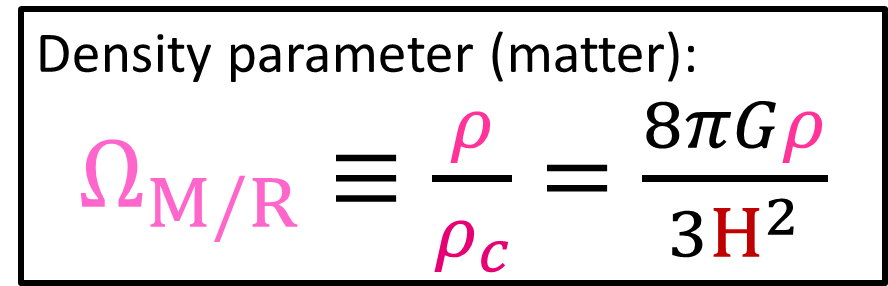 Density parameter (matter):
Ω_M/R ≡ ρ/ρ_c = 8πGρ/3H²